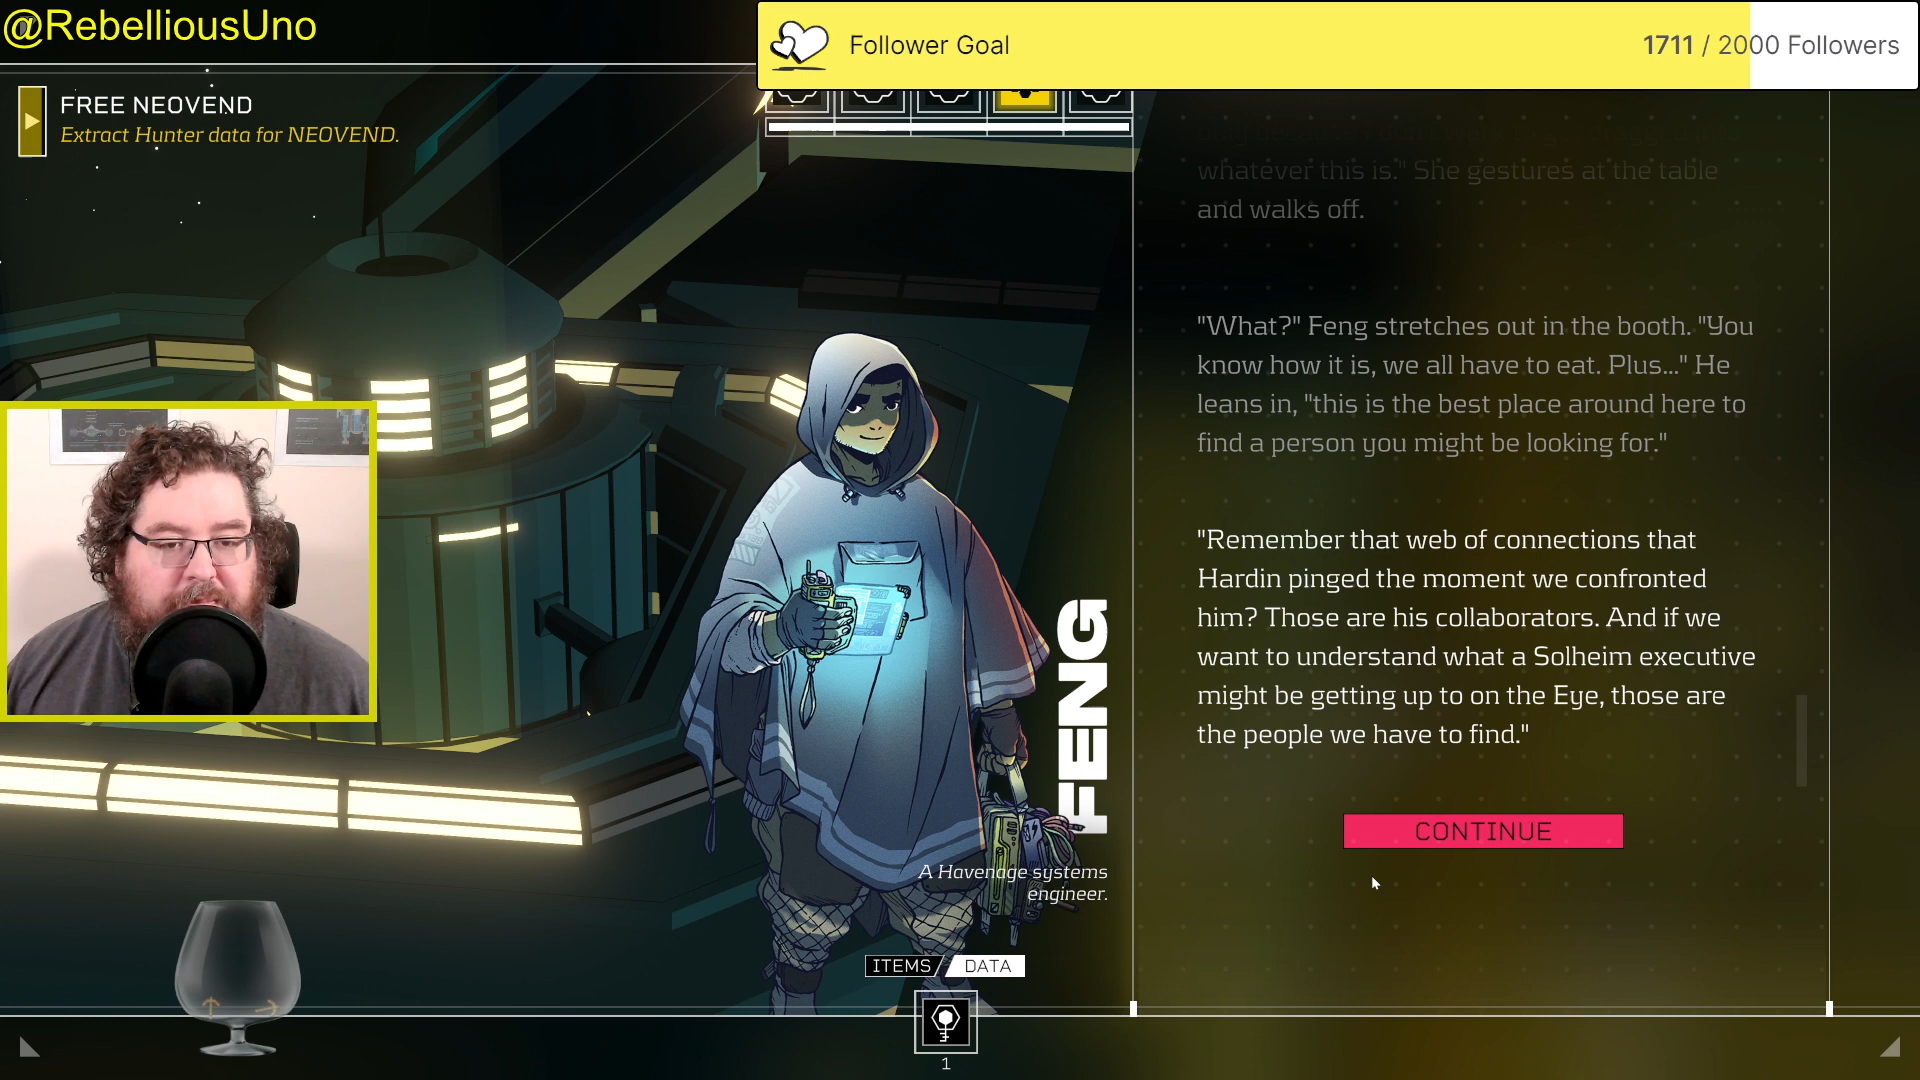 @RebelliousUno
Follower Goal
1711 / 2000 Followers
FREE NEOVEND
Extract Hunter data for NEOVEND.
whatever this is." She gestures at the table
and walks off.
"What?" Feng stretches out in the booth. "You
know how it is, we all have to eat. Plus..." He
leans in, "this is the best place around here to
find a person you might be looking for."
"Remember that web of connections that
Hardin pinged the moment we confronted
him? Those are his collaborators. And if we
want to understand what a Solheim executive
might be getting up to on the Eye, those are
the people we have to find."
CONTINUE
FENG
A Havenage systems
engineer.
ITEMS
DATA
1